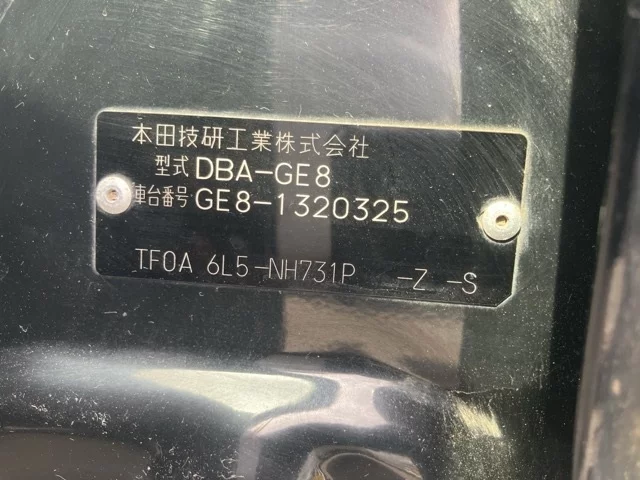 本田技研工業株式会社
型式 DBA-GE8
車台番号 GE8-1320325
TF0A 6L5-NH731P -Z -S